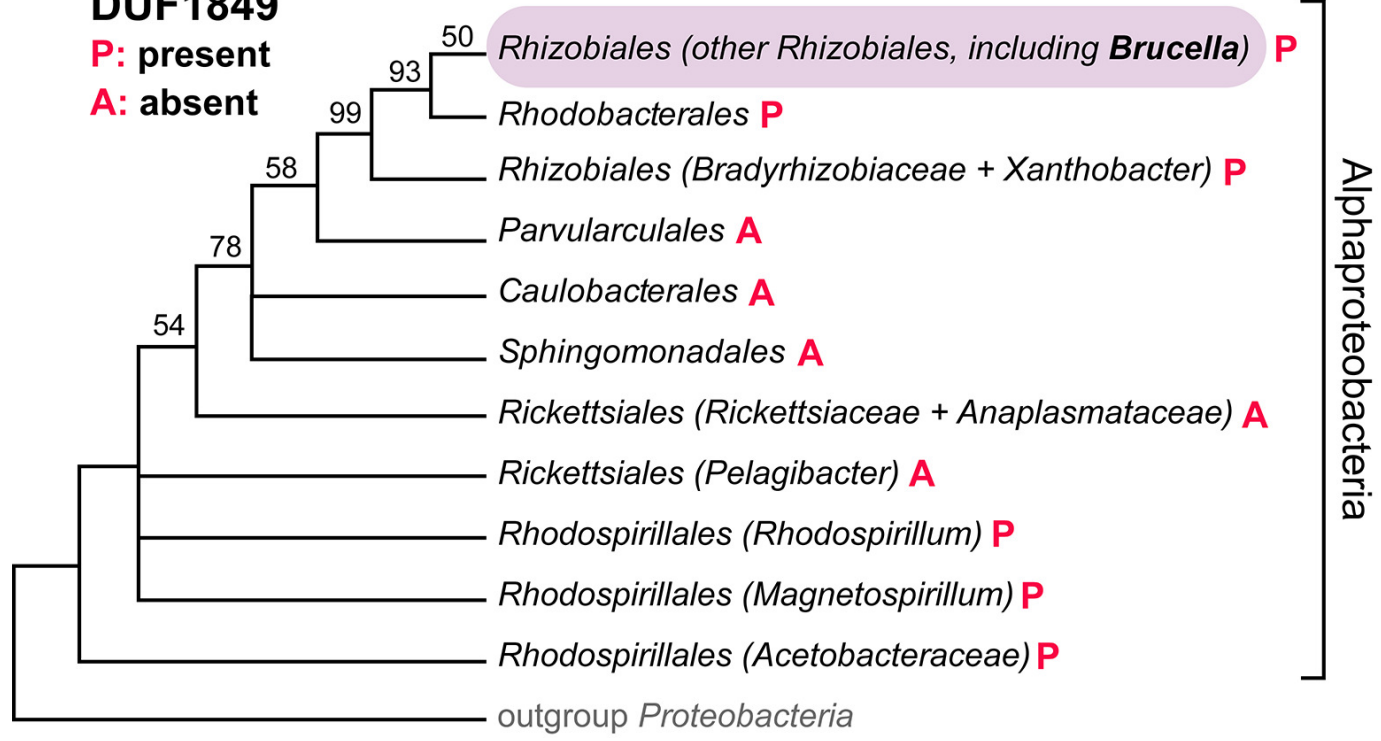 DUF1849
P: present
A: absent
50
Rhizobiales (other Rhizobiales, including Brucella) P
93
Rhodobacterales P
99
Rhizobiales (Bradyrhizobiaceae + Xanthobacter) P
58
Parvularculales A
78
Caulobacterales A
54
Sphingomonadales A
Rickettsiales (Rickettsiaceae + Anaplasmataceae) A
Rickettsiales (Pelagibacter) A
Rhodospirillales (Rhodospirillum) P
Rhodospirillales (Magnetospirillum) P
Rhodospirillales (Acetobacteraceae) P
outgroup Proteobacteria
Alphaproteobacteria